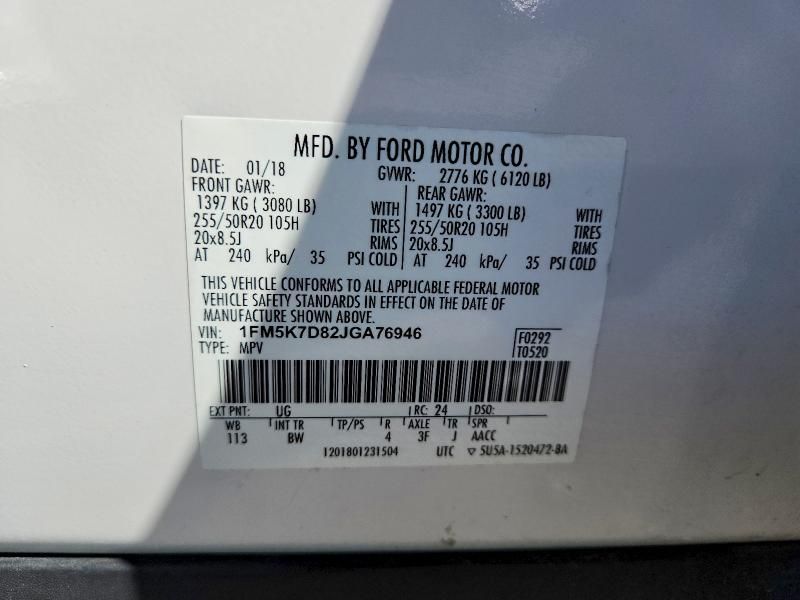 MFD. BY FORD MOTOR CO.
DATE: 01/18 GVWR: 2776 KG ( 6120 LB)
FRONT GAWR: REAR GAWR:
1397 KG ( 3080 LB) WITH 1497 KG ( 3300 LB) WITH
255/50R20 105H TIRES 255/50R20 105H TIRES
20x8.5J RIMS 20x8.5J RIMS
AT 240 kPa/ 35 PSI COLD AT 240 kPa/ 35 PSI COLD
THIS VEHICLE CONFORMS TO ALL APPLICABLE FEDERAL MOTOR
VEHICLE SAFETY STANDARDS IN EFFECT ON THE DATE OF
MANUFACTURE SHOWN ABOVE.
VIN: 1FM5K7D82JGA76946 F0292
TYPE: MPV T0520
EXT PNT: UG RC: 24 DSO:
WB INT TR TP/PS R AXLE TR SPR
113 BW 4 3F J AACC
1201801231504 UTC ▽ 5U5A-1520472-BA